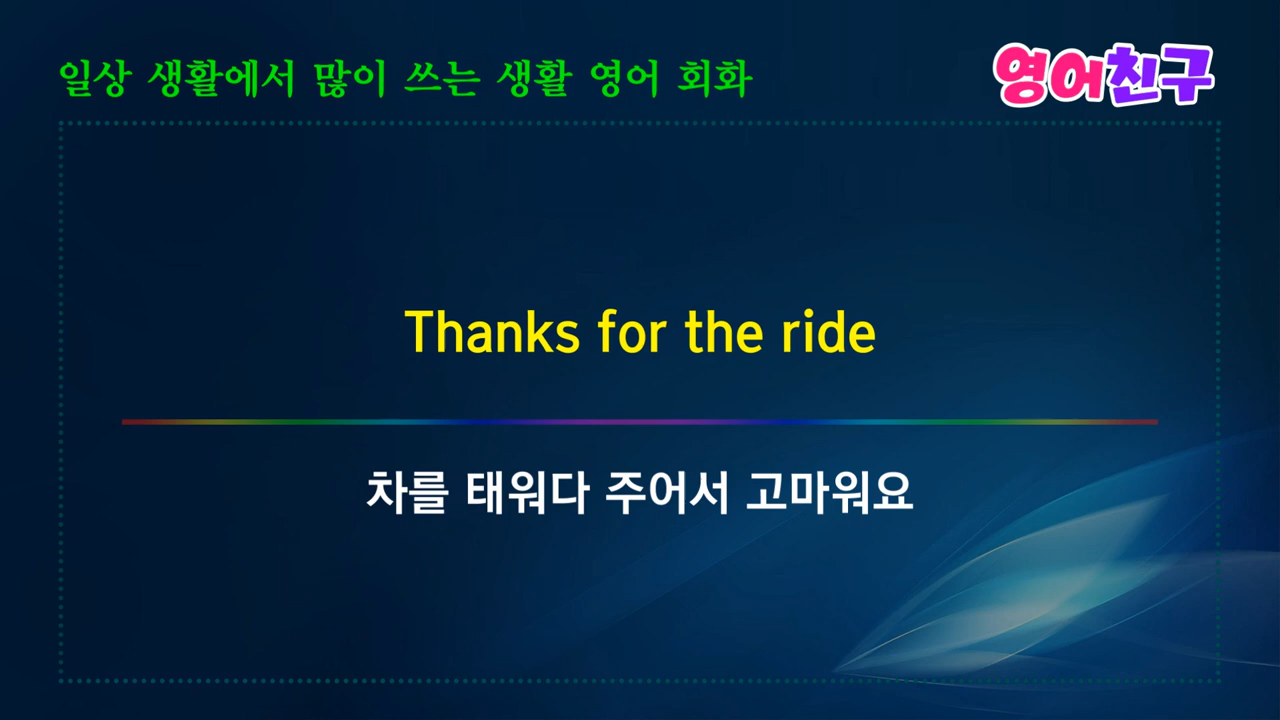 일상 생활에서 많이 쓰는 생활 영어 회화
영어친구
Thanks for the ride
차를 태워다 주어서 고마워요